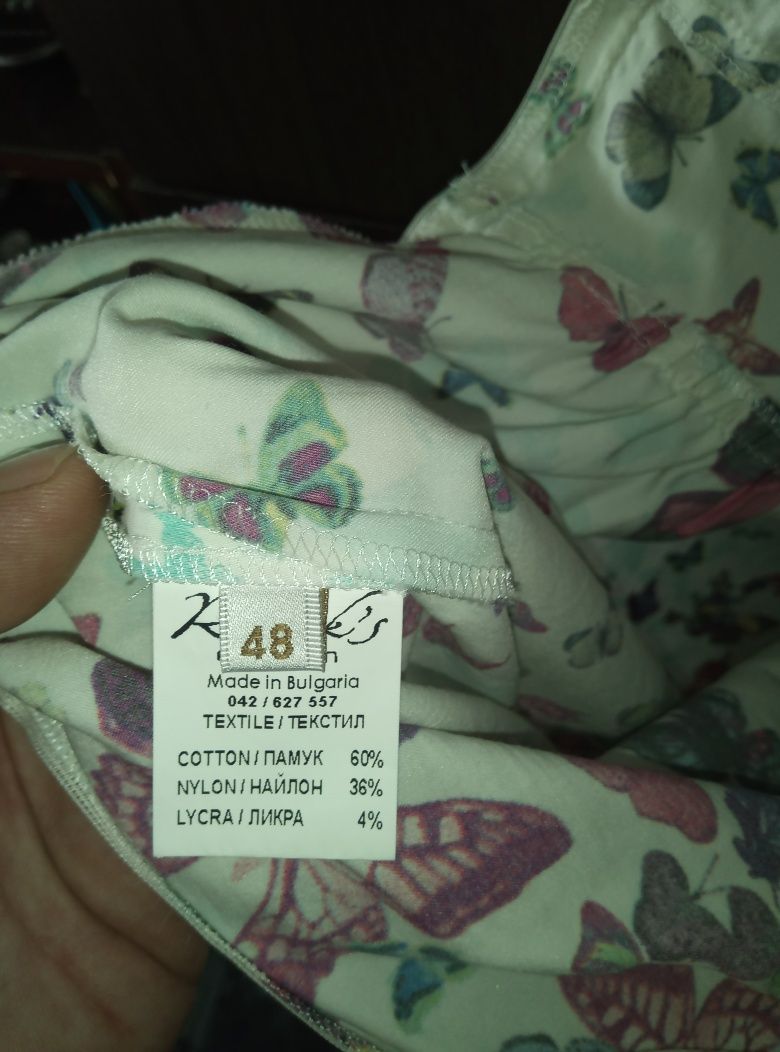 48
Made in Bulgaria
042 / 627 557
TEXTILE / ТЕКСТИЛ
COTTON / ПАМУК 60%
NYLON / НАЙЛОН 36%
LYCRA / ЛИКРА 4%